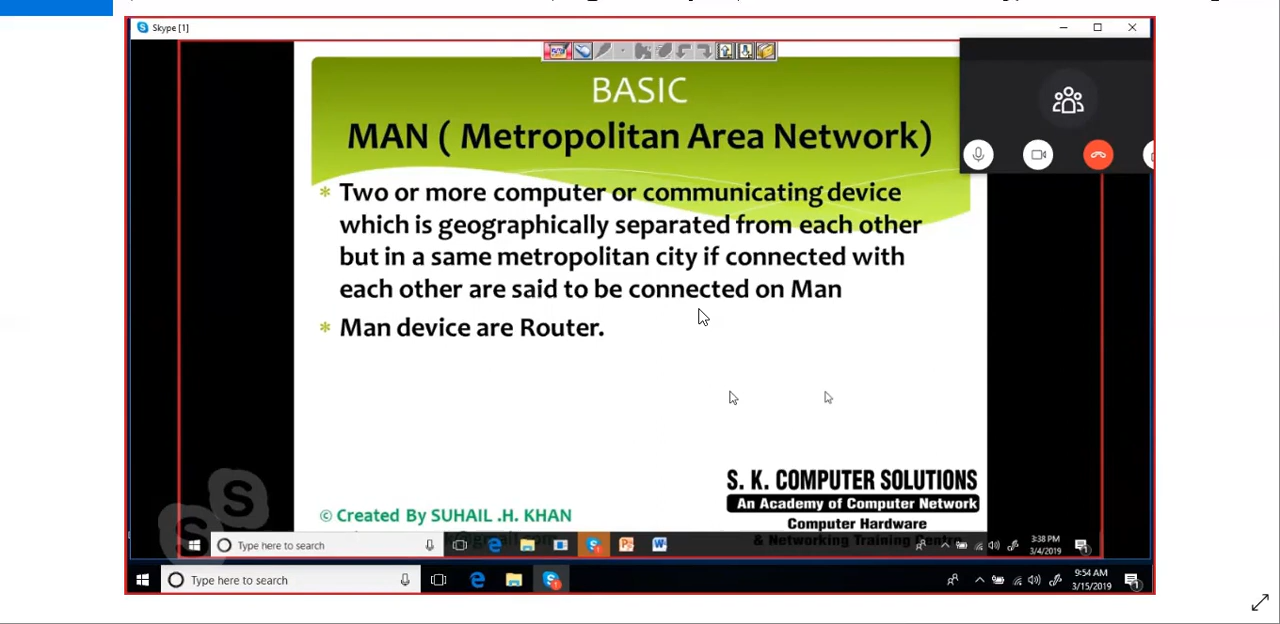 Skype [1]
BASIC
MAN ( Metropolitan Area Network)
* Two or more computer or communicating device
which is geographically separated from each other
but in a same metropolitan city if connected with
each other are said to be connected on Man
* Man device are Router.
S. K. COMPUTER SOLUTIONS
An Academy of Computer Network
Computer Hardware
& Networking Training Centre
© Created By SUHAIL .H. KHAN
Type here to search
3:38 PM
3/4/2019
Type here to search
9:54 AM
3/15/2019